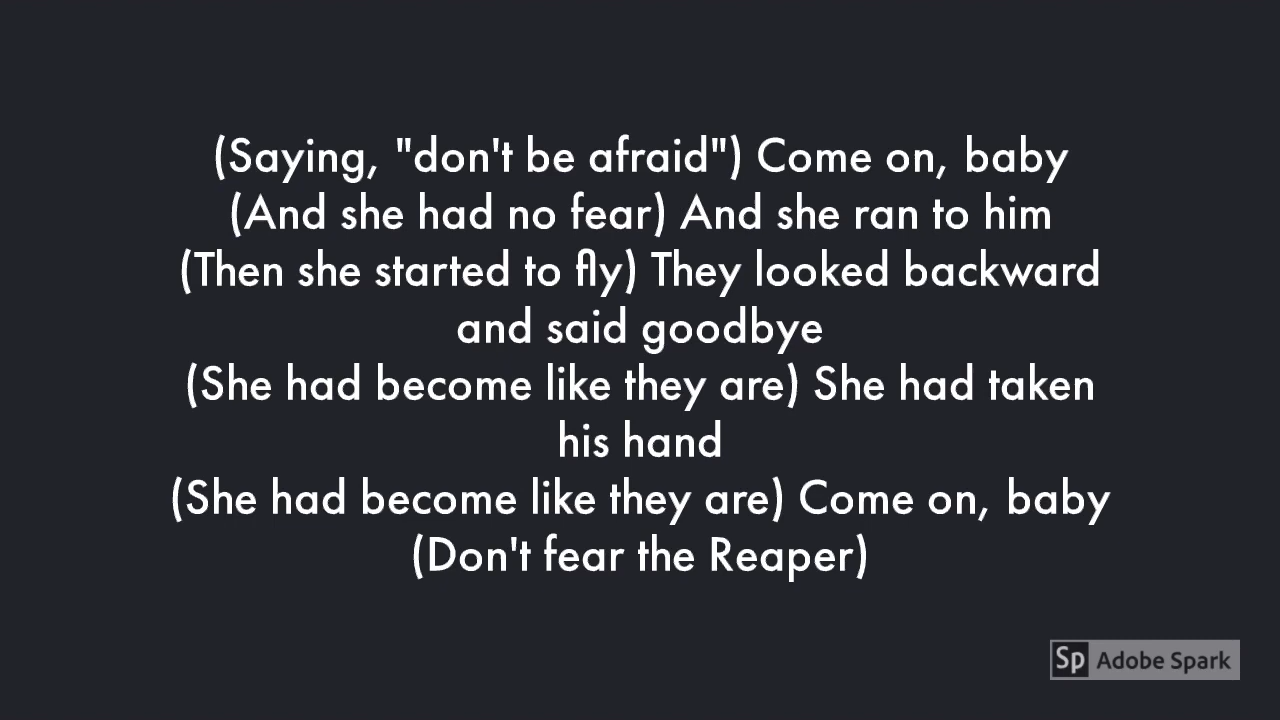 (Saying, "don't be afraid") Come on, baby
(And she had no fear) And she ran to him
(Then she started to fly) They looked backward
and said goodbye
(She had become like they are) She had taken
his hand
(She had become like they are) Come on, baby
(Don't fear the Reaper)
Sp Adobe Spark